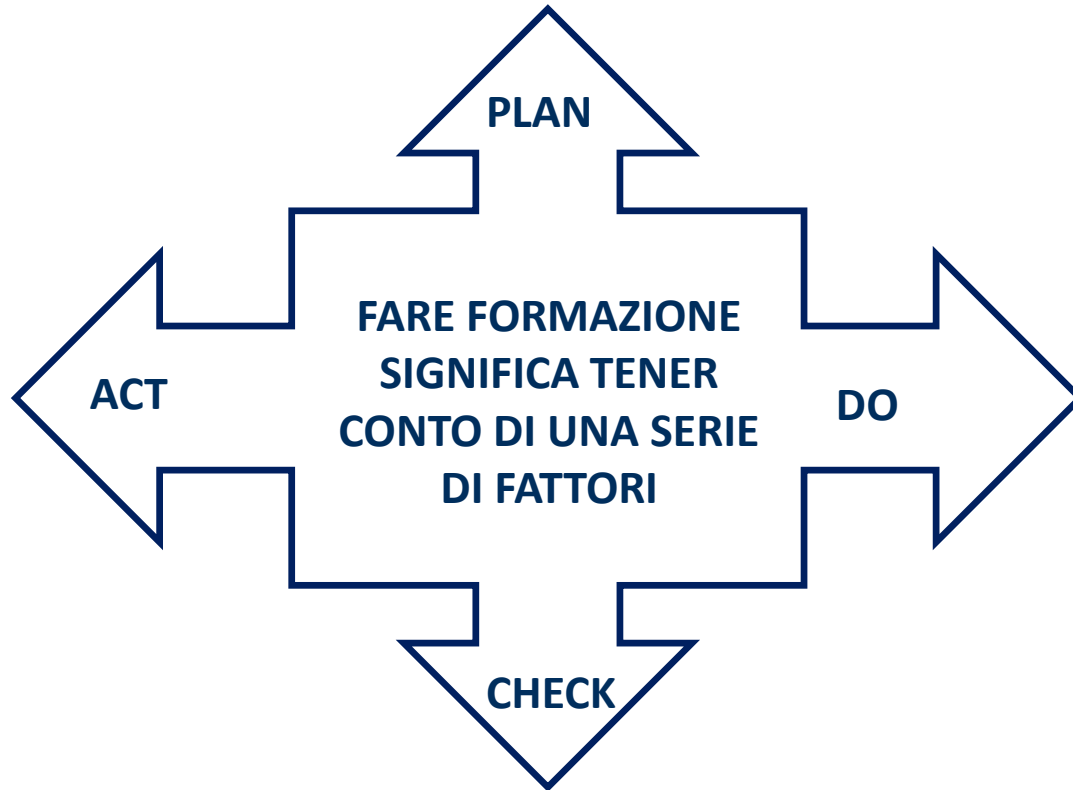 PLAN
FARE FORMAZIONE
SIGNIFICA TENER
CONTO DI UNA SERIE
DI FATTORI
ACT
DO
CHECK